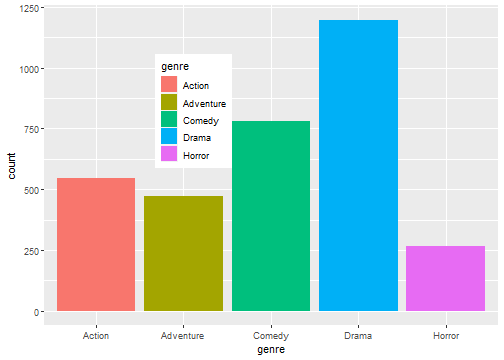 1250
1000
750
500
250
0
count
genre
Action
Adventure
Comedy
Drama
Horror
Action
Adventure
Comedy
Drama
Horror
genre